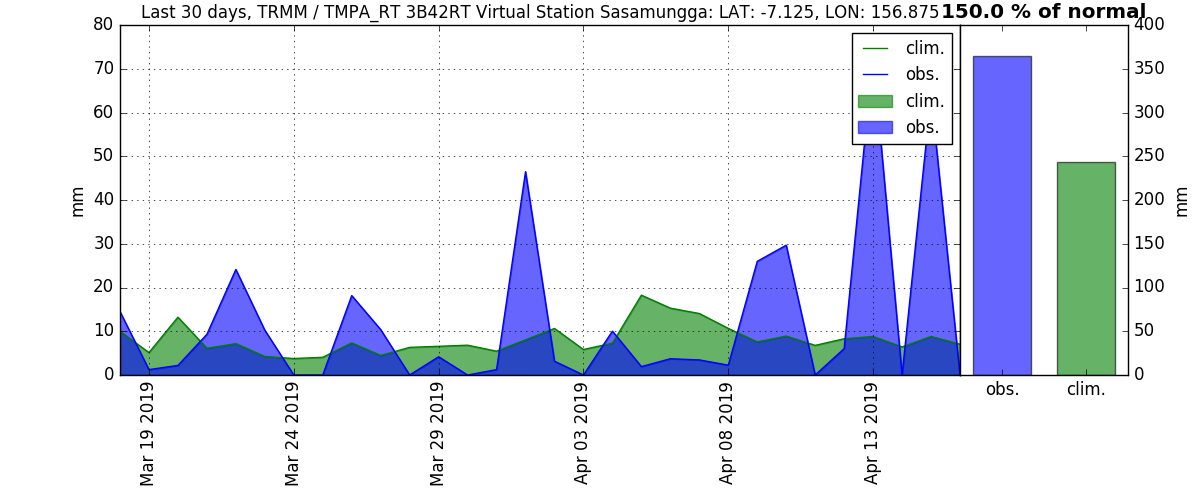 Last 30 days, TRMM / TMPA_RT 3B42RT Virtual Station Sasamungga: LAT: -7.125, LON: 156.875
150.0 % of normal
80
70
60
50
40
30
20
10
0
mm
clim.
obs.
clim.
obs.
Mar 19 2019
Mar 24 2019
Mar 29 2019
Apr 03 2019
Apr 08 2019
Apr 13 2019
400
350
300
250
200
150
100
50
0
mm
obs.
clim.